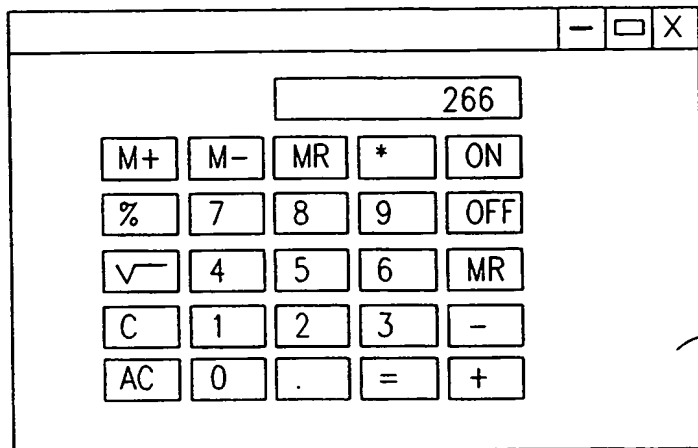 X
266
M+ M- MR * ON
% 7 8 9 OFF
√ 4 5 6 MR
C 1 2 3 -
AC 0 . = +